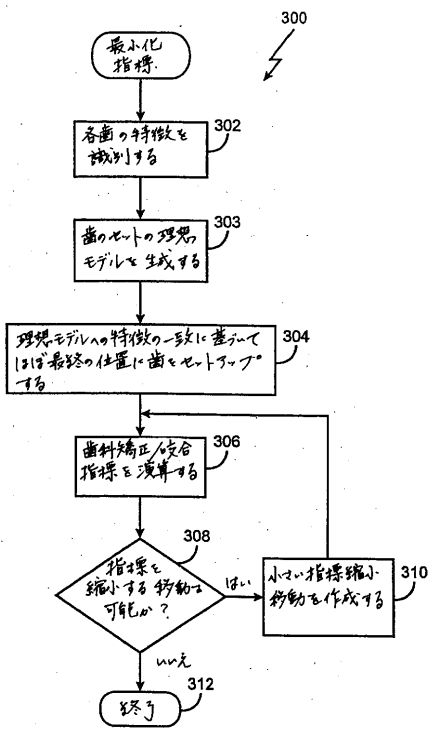 300
最小化
指標
302
各歯の特徴を
識別する
303
歯のセットの理想
モデルを生成する
304
理想モデルへの特徴の一致に基づいて
ほぼ最終の位置に歯をセットアップ
する
306
歯科矯正/咬合
指標を演算する
308
指標を
縮小する移動は
可能か?
はい
310
小さい指標縮小
移動を作成する
いいえ
312
終了